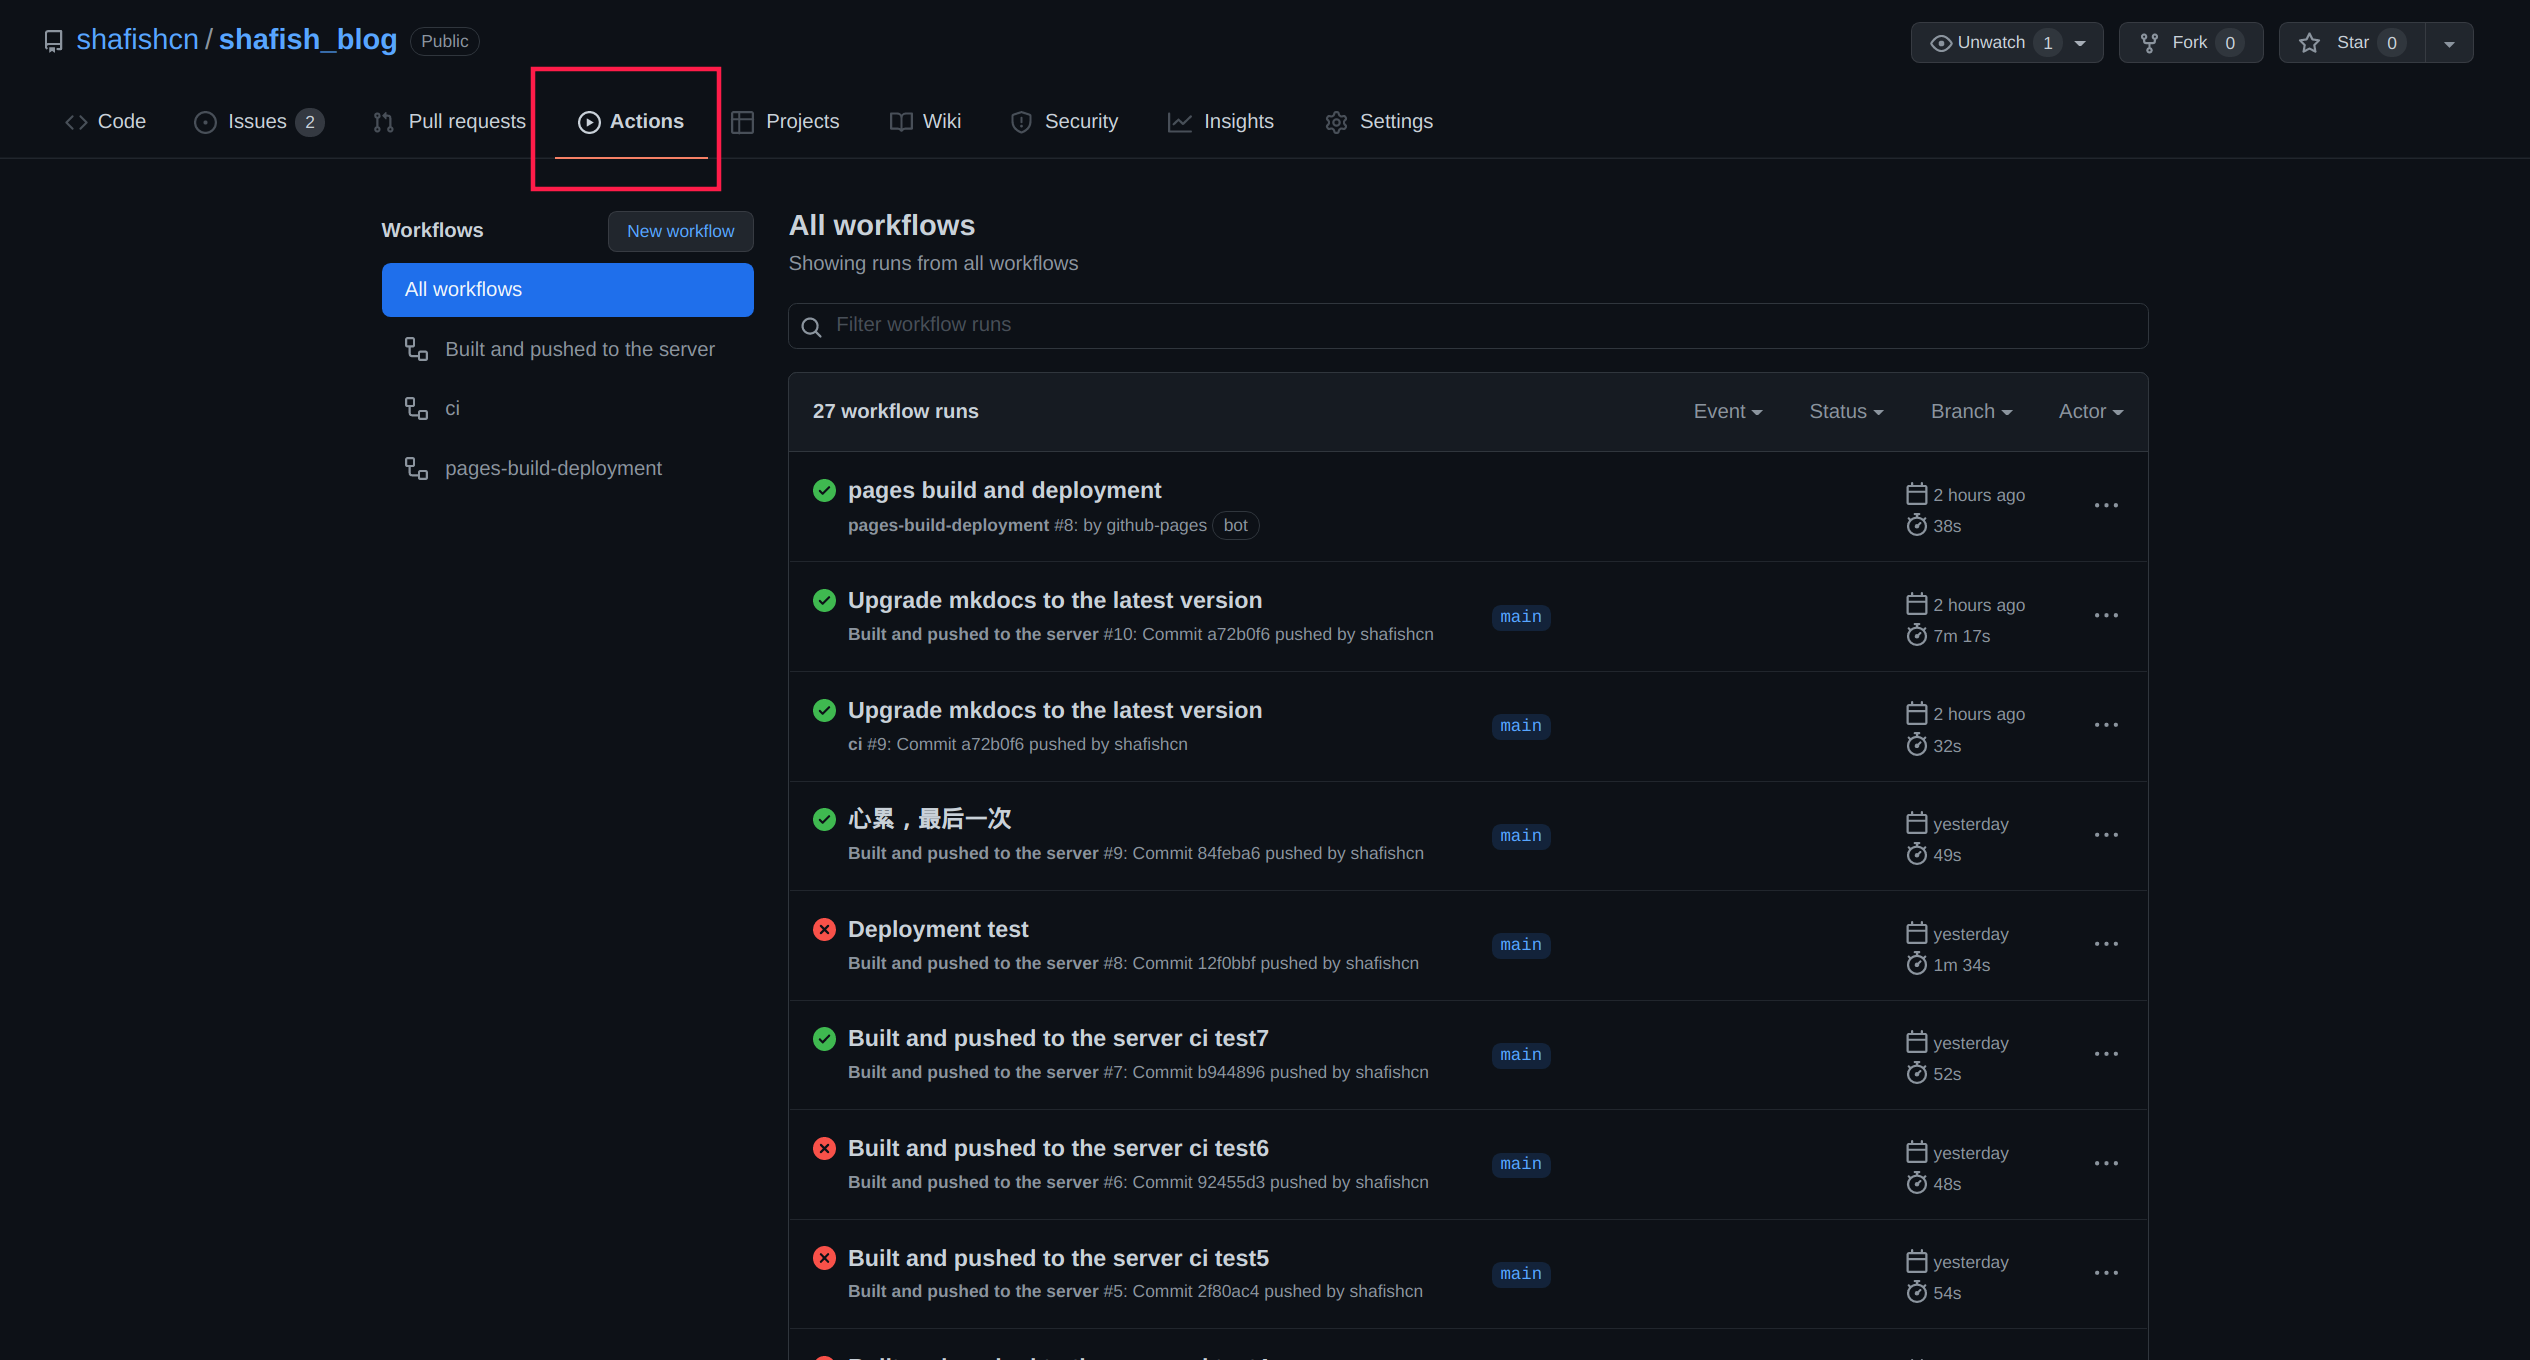 shafishcn / shafish_blog Public
Unwatch 1 Fork 0 Star 0
Code Issues 2 Pull requests Actions Projects Wiki Security Insights Settings
Workflows New workflow
All workflows
Built and pushed to the server
ci
pages-build-deployment
All workflows
Showing runs from all workflows
Filter workflow runs
27 workflow runs Event Status Branch Actor
pages build and deployment
pages-build-deployment #8: by github-pages bot
2 hours ago
38s
Upgrade mkdocs to the latest version
Built and pushed to the server #10: Commit a72b0f6 pushed by shafishcn
main
2 hours ago
7m 17s
Upgrade mkdocs to the latest version
ci #9: Commit a72b0f6 pushed by shafishcn
main
2 hours ago
32s
心累，最后一次
Built and pushed to the server #9: Commit 84feba6 pushed by shafishcn
main
yesterday
49s
Deployment test
Built and pushed to the server #8: Commit 12f0bbf pushed by shafishcn
main
yesterday
1m 34s
Built and pushed to the server ci test7
Built and pushed to the server #7: Commit b944896 pushed by shafishcn
main
yesterday
52s
Built and pushed to the server ci test6
Built and pushed to the server #6: Commit 92455d3 pushed by shafishcn
main
yesterday
48s
Built and pushed to the server ci test5
Built and pushed to the server #5: Commit 2f80ac4 pushed by shafishcn
main
yesterday
54s